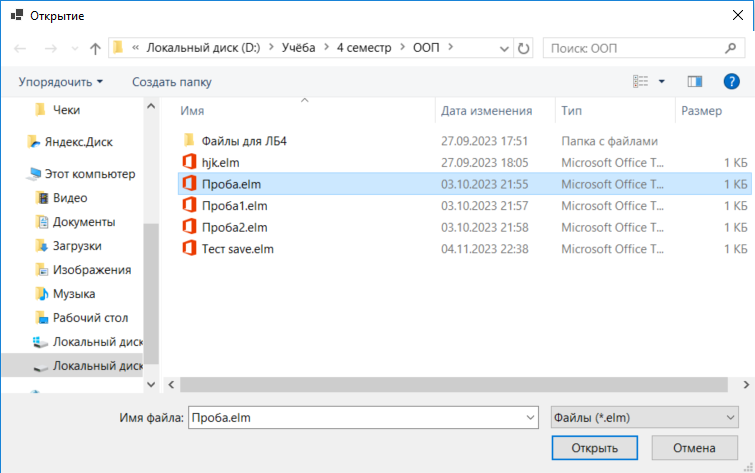 Открытие
« Локальный диск (D:) › Учёба › 4 семестр › ООП ›
Поиск: ООП
Упорядочить
Создать папку
Имя Дата изменения Тип Размер
Чеки
Яндекс.Диск
Этот компьютер
Видео
Документы
Загрузки
Изображения
Музыка
Рабочий стол
Локальный диск
Локальный диск
Файлы для ЛБ4 27.09.2023 17:51 Папка с файлами
hjk.elm 27.09.2023 18:05 Microsoft Office T... 1 КБ
Проба.elm 03.10.2023 21:55 Microsoft Office T... 1 КБ
Проба1.elm 03.10.2023 21:57 Microsoft Office T... 1 КБ
Проба2.elm 03.10.2023 21:58 Microsoft Office T... 1 КБ
Тест save.elm 04.11.2023 22:38 Microsoft Office T... 1 КБ
Имя файла: Проба.elm Файлы (*.elm)
Открыть Отмена